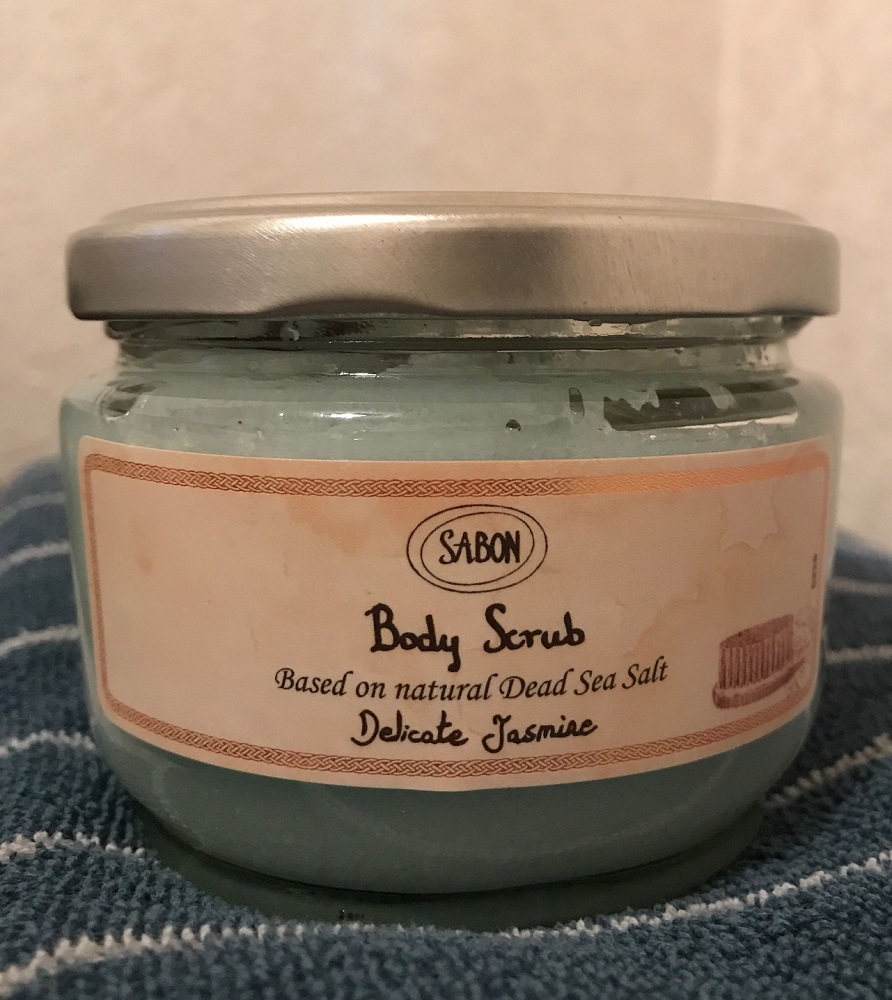 SABON
Body Scrub
Based on natural Dead Sea Salt
Delicate Jasmine